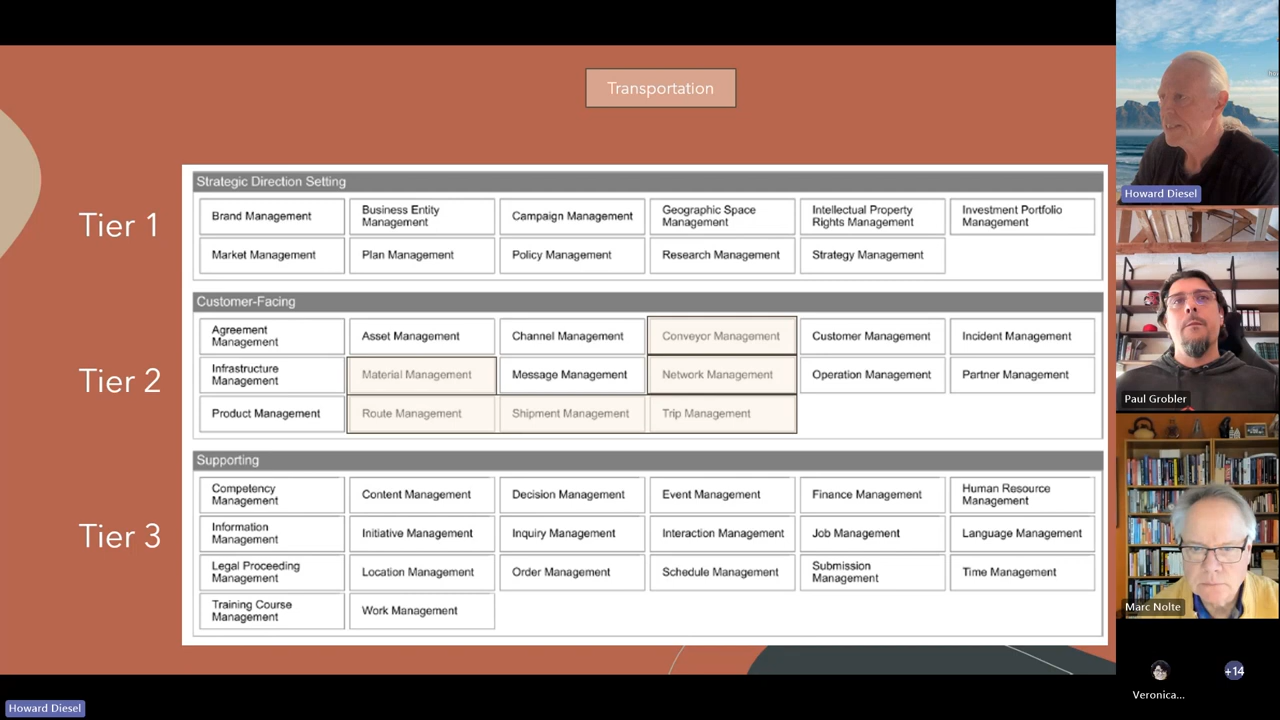 Transportation
Tier 1
Strategic Direction Setting
Brand Management
Business Entity
Management
Campaign Management
Geographic Space
Management
Intellectual Property
Rights Management
Investment Portfolio
Management
Market Management
Plan Management
Policy Management
Research Management
Strategy Management
Tier 2
Customer-Facing
Agreement
Management
Asset Management
Channel Management
Conveyor Management
Customer Management
Incident Management
Infrastructure
Management
Material Management
Message Management
Network Management
Operation Management
Partner Management
Product Management
Route Management
Shipment Management
Trip Management
Tier 3
Supporting
Competency
Management
Content Management
Decision Management
Event Management
Finance Management
Human Resource
Management
Information
Management
Initiative Management
Inquiry Management
Interaction Management
Job Management
Language Management
Legal Proceeding
Management
Location Management
Order Management
Schedule Management
Submission
Management
Time Management
Training Course
Management
Work Management
Howard Diesel
Howard Diesel
Paul Grobler
Marc Nolte
Veronica...
+14